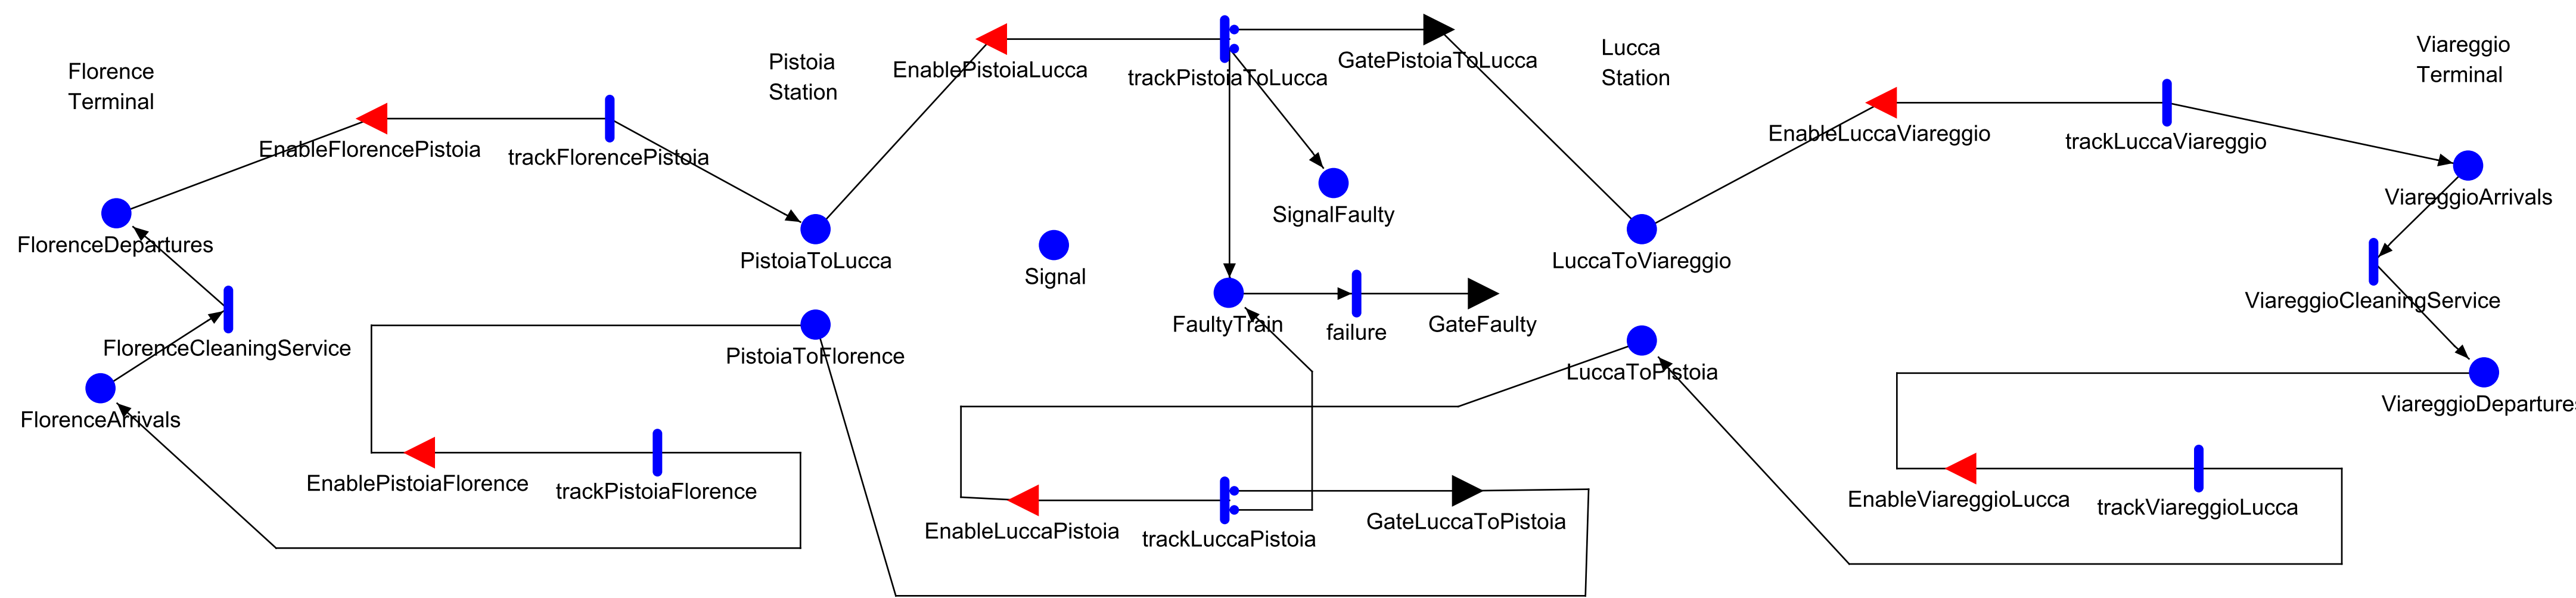 Florence
Terminal
Pistoia
Station
EnablePistoiaLucca
trackPistoiaToLucca
GatePistoiaToLucca
Lucca
Station
Viareggio
Terminal
EnableFlorencePistoia
trackFlorencePistoia
EnableLuccaViareggio
trackLuccaViareggio
ViareggioArrivals
SignalFaulty
FlorenceDepartures
PistoiaToLucca
Signal
LuccaToViareggio
ViareggioCleaningService
FaultyTrain
failure
GateFaulty
FlorenceCleaningService
PistoiaToFlorence
LuccaToPistoia
FlorenceArrivals
ViareggioDepartures
EnablePistoiaFlorence
trackPistoiaFlorence
EnableLuccaPistoia
trackLuccaPistoia
GateLuccaToPistoia
EnableViareggioLucca
trackViareggioLucca